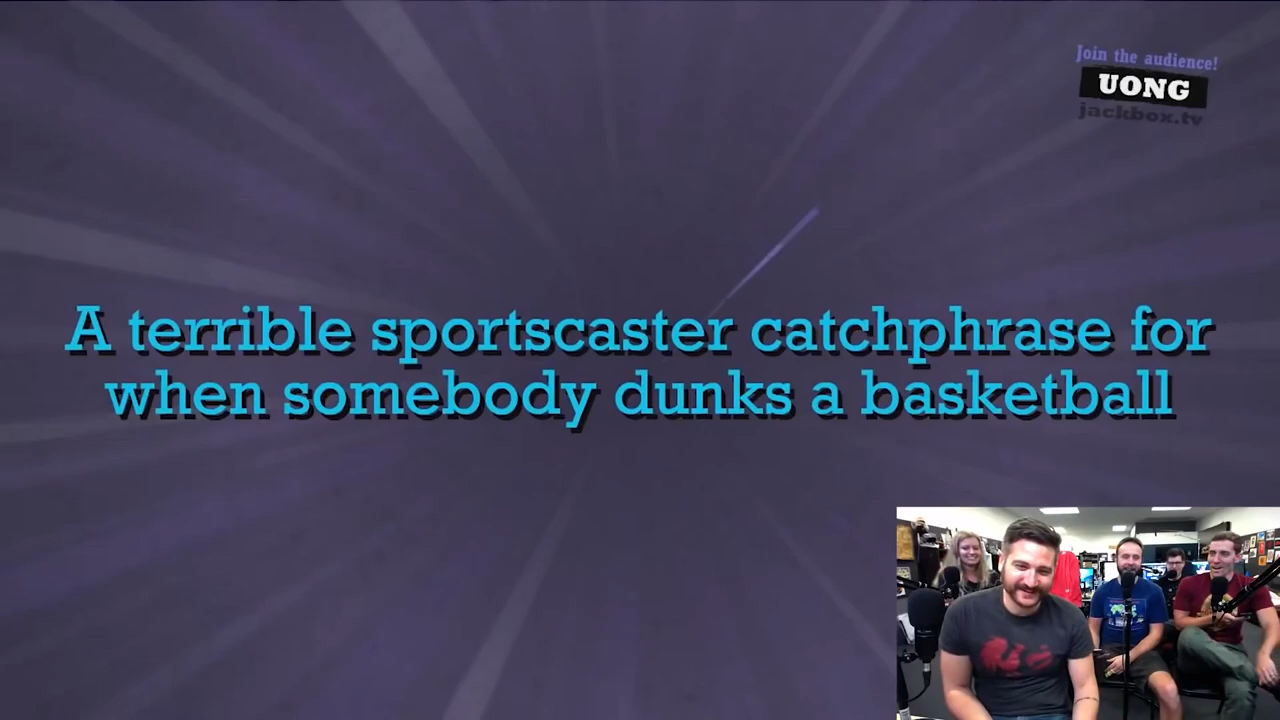 Join the audience!
UONG
jackbox.tv
A terrible sportscaster catchphrase for
when somebody dunks a basketball